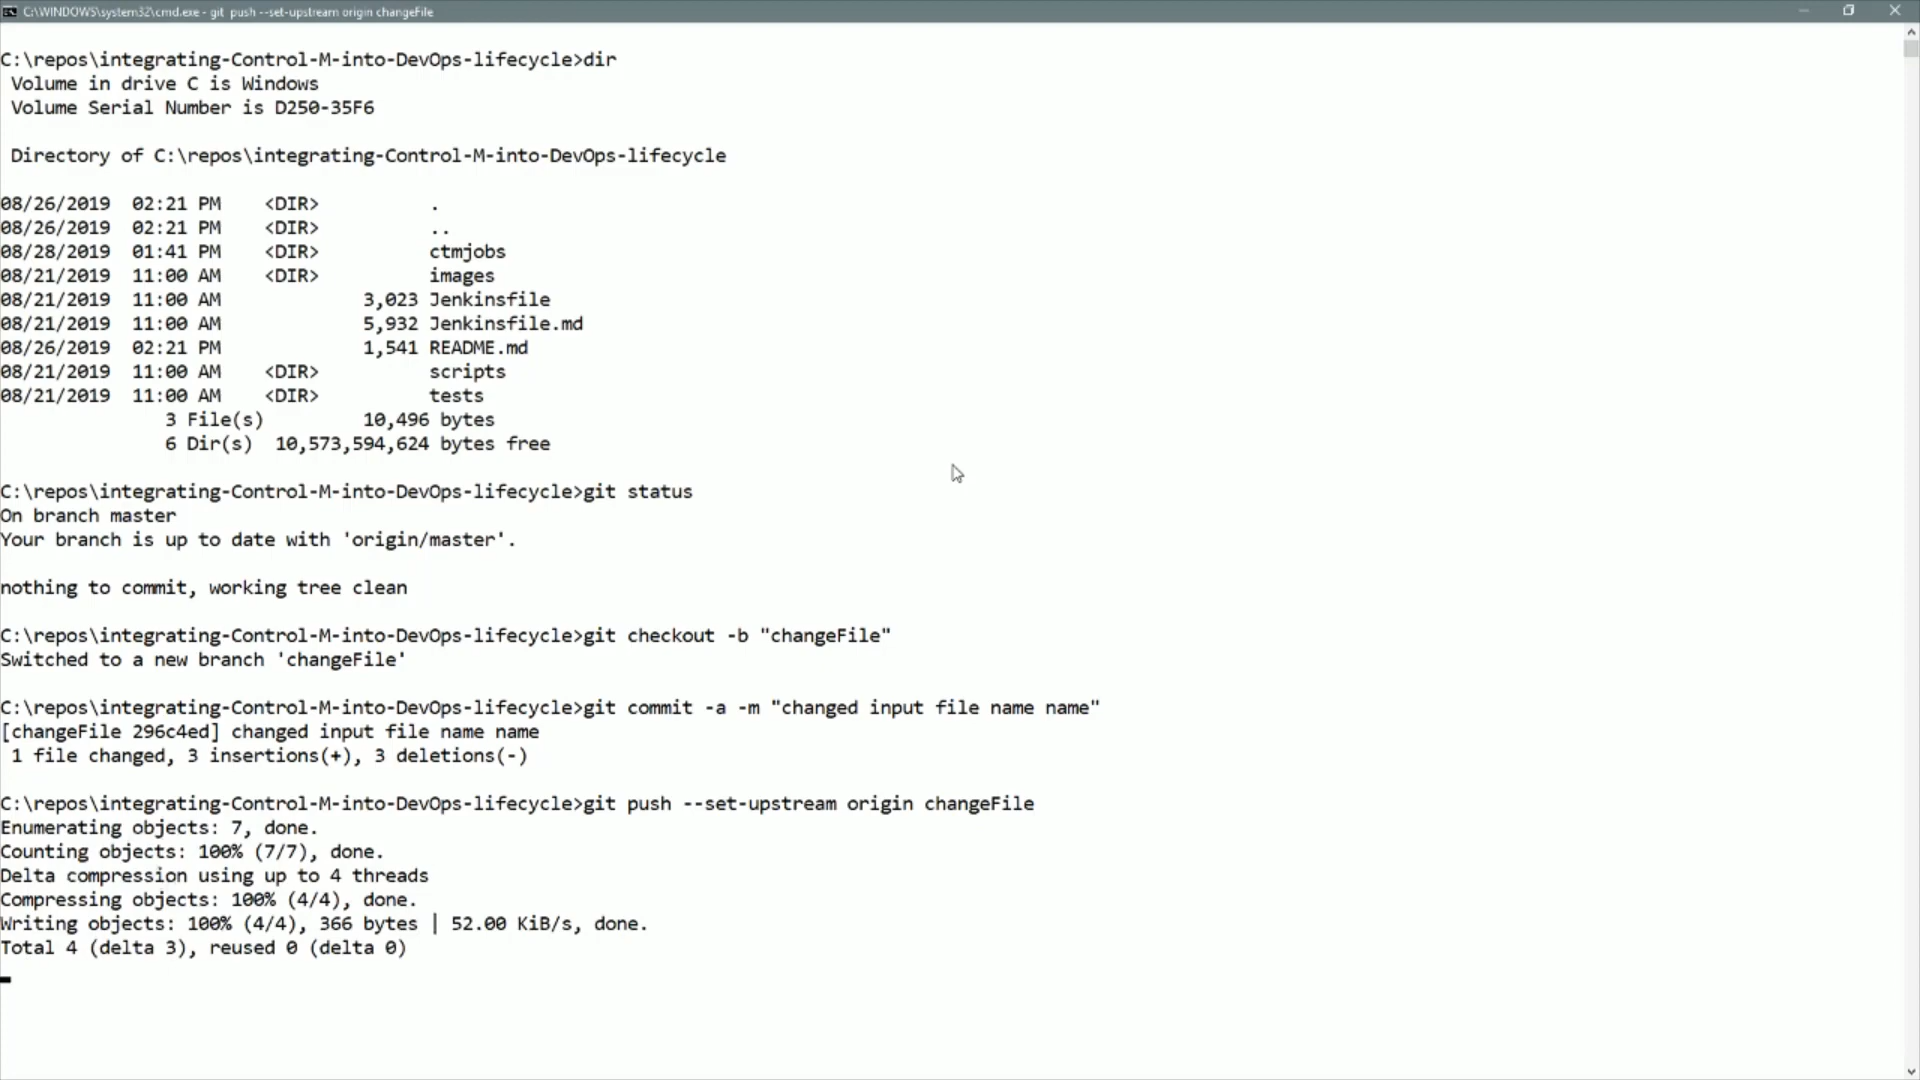 C:\WINDOWS\system32\cmd.exe - git  push --set-upstream origin changeFile
C:\repos\integrating-Control-M-into-DevOps-lifecycle>dir
 Volume in drive C is Windows
 Volume Serial Number is D250-35F6
 Directory of C:\repos\integrating-Control-M-into-DevOps-lifecycle
08/26/2019  02:21 PM    <DIR>          .
08/26/2019  02:21 PM    <DIR>          ..
08/28/2019  01:41 PM    <DIR>          ctmjobs
08/21/2019  11:00 AM    <DIR>          images
08/21/2019  11:00 AM             3,023 Jenkinsfile
08/21/2019  11:00 AM             5,932 Jenkinsfile.md
08/26/2019  02:21 PM             1,541 README.md
08/21/2019  11:00 AM    <DIR>          scripts
08/21/2019  11:00 AM    <DIR>          tests
               3 File(s)         10,496 bytes
               6 Dir(s)  10,573,594,624 bytes free
C:\repos\integrating-Control-M-into-DevOps-lifecycle>git status
On branch master
Your branch is up to date with 'origin/master'.
nothing to commit, working tree clean
C:\repos\integrating-Control-M-into-DevOps-lifecycle>git checkout -b "changeFile"
Switched to a new branch 'changeFile'
C:\repos\integrating-Control-M-into-DevOps-lifecycle>git commit -a -m "changed input file name name"
[changeFile 296c4ed] changed input file name name
 1 file changed, 3 insertions(+), 3 deletions(-)
C:\repos\integrating-Control-M-into-DevOps-lifecycle>git push --set-upstream origin changeFile
Enumerating objects: 7, done.
Counting objects: 100% (7/7), done.
Delta compression using up to 4 threads
Compressing objects: 100% (4/4), done.
Writing objects: 100% (4/4), 366 bytes | 52.00 KiB/s, done.
Total 4 (delta 3), reused 0 (delta 0)